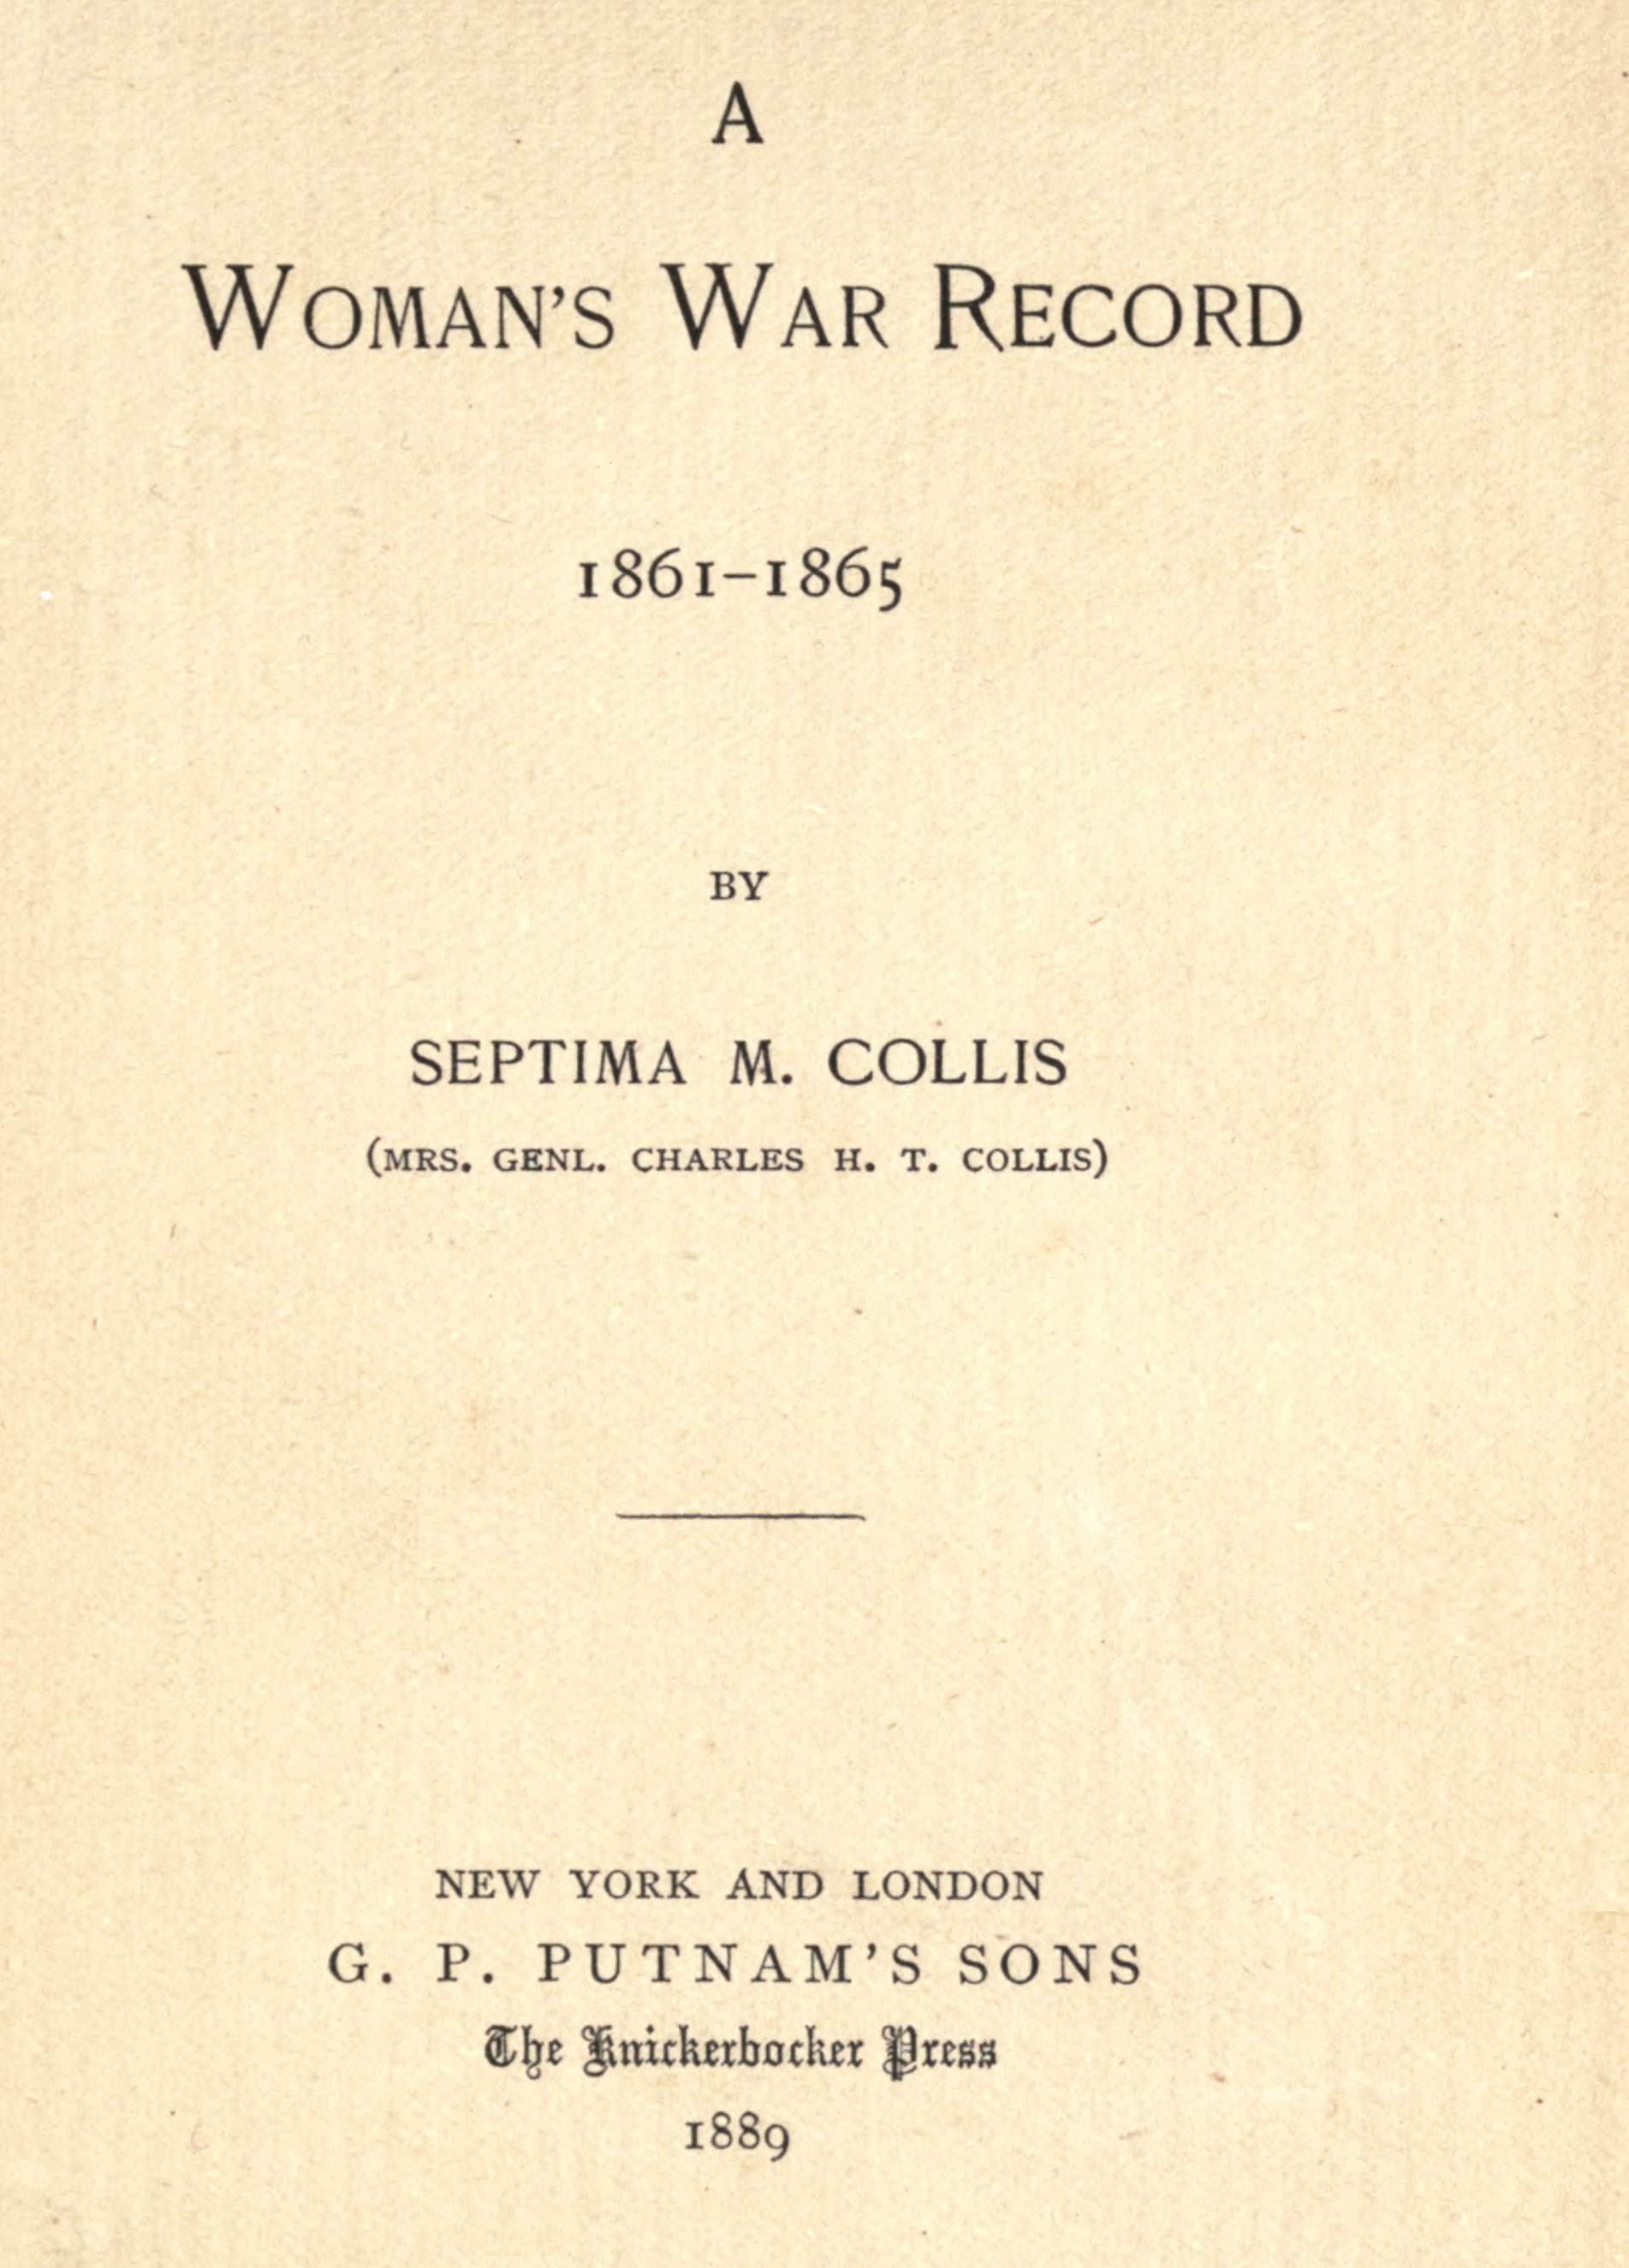 A
WOMAN'S WAR RECORD
1861–1865
BY
SEPTIMA M. COLLIS
(MRS. GENL. CHARLES H. T. COLLIS)
NEW YORK AND LONDON
G. P. PUTNAM'S SONS
The Knickerbocker Press
1889